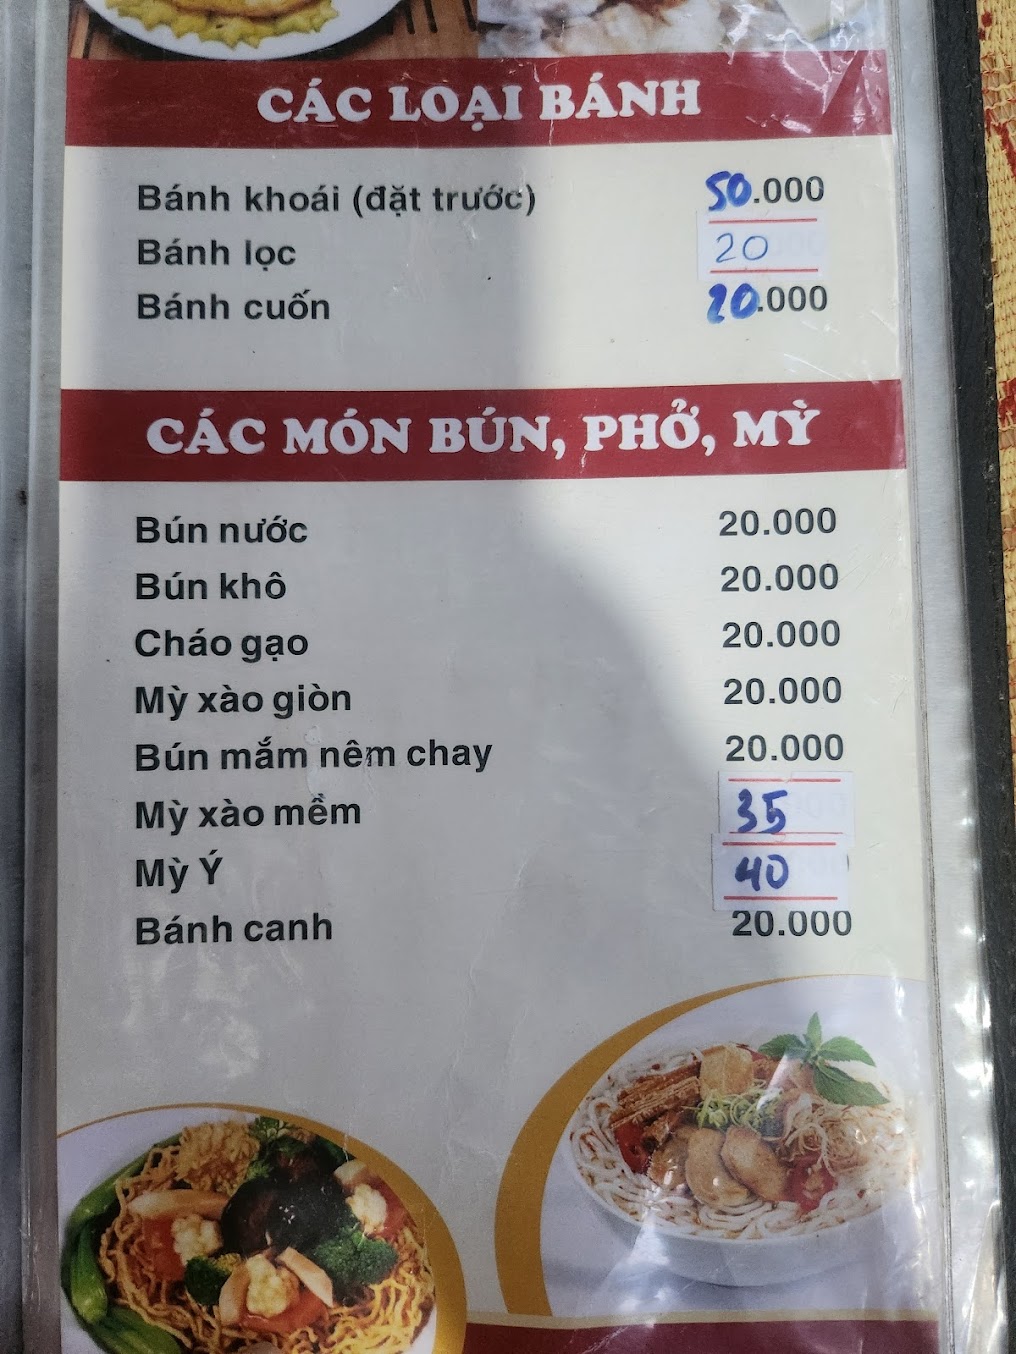 CÁC LOẠI BÁNH
Bánh khoái (đặt trước) 50.000
Bánh lọc 20
Bánh cuốn 20.000
CÁC MÓN BÚN, PHỞ, MỲ
Bún nước 20.000
Bún khô 20.000
Cháo gạo 20.000
Mỳ xào giòn 20.000
Bún mắm nêm chay 20.000
Mỳ xào mềm 35
Mỳ Ý 40
Bánh canh 20.000